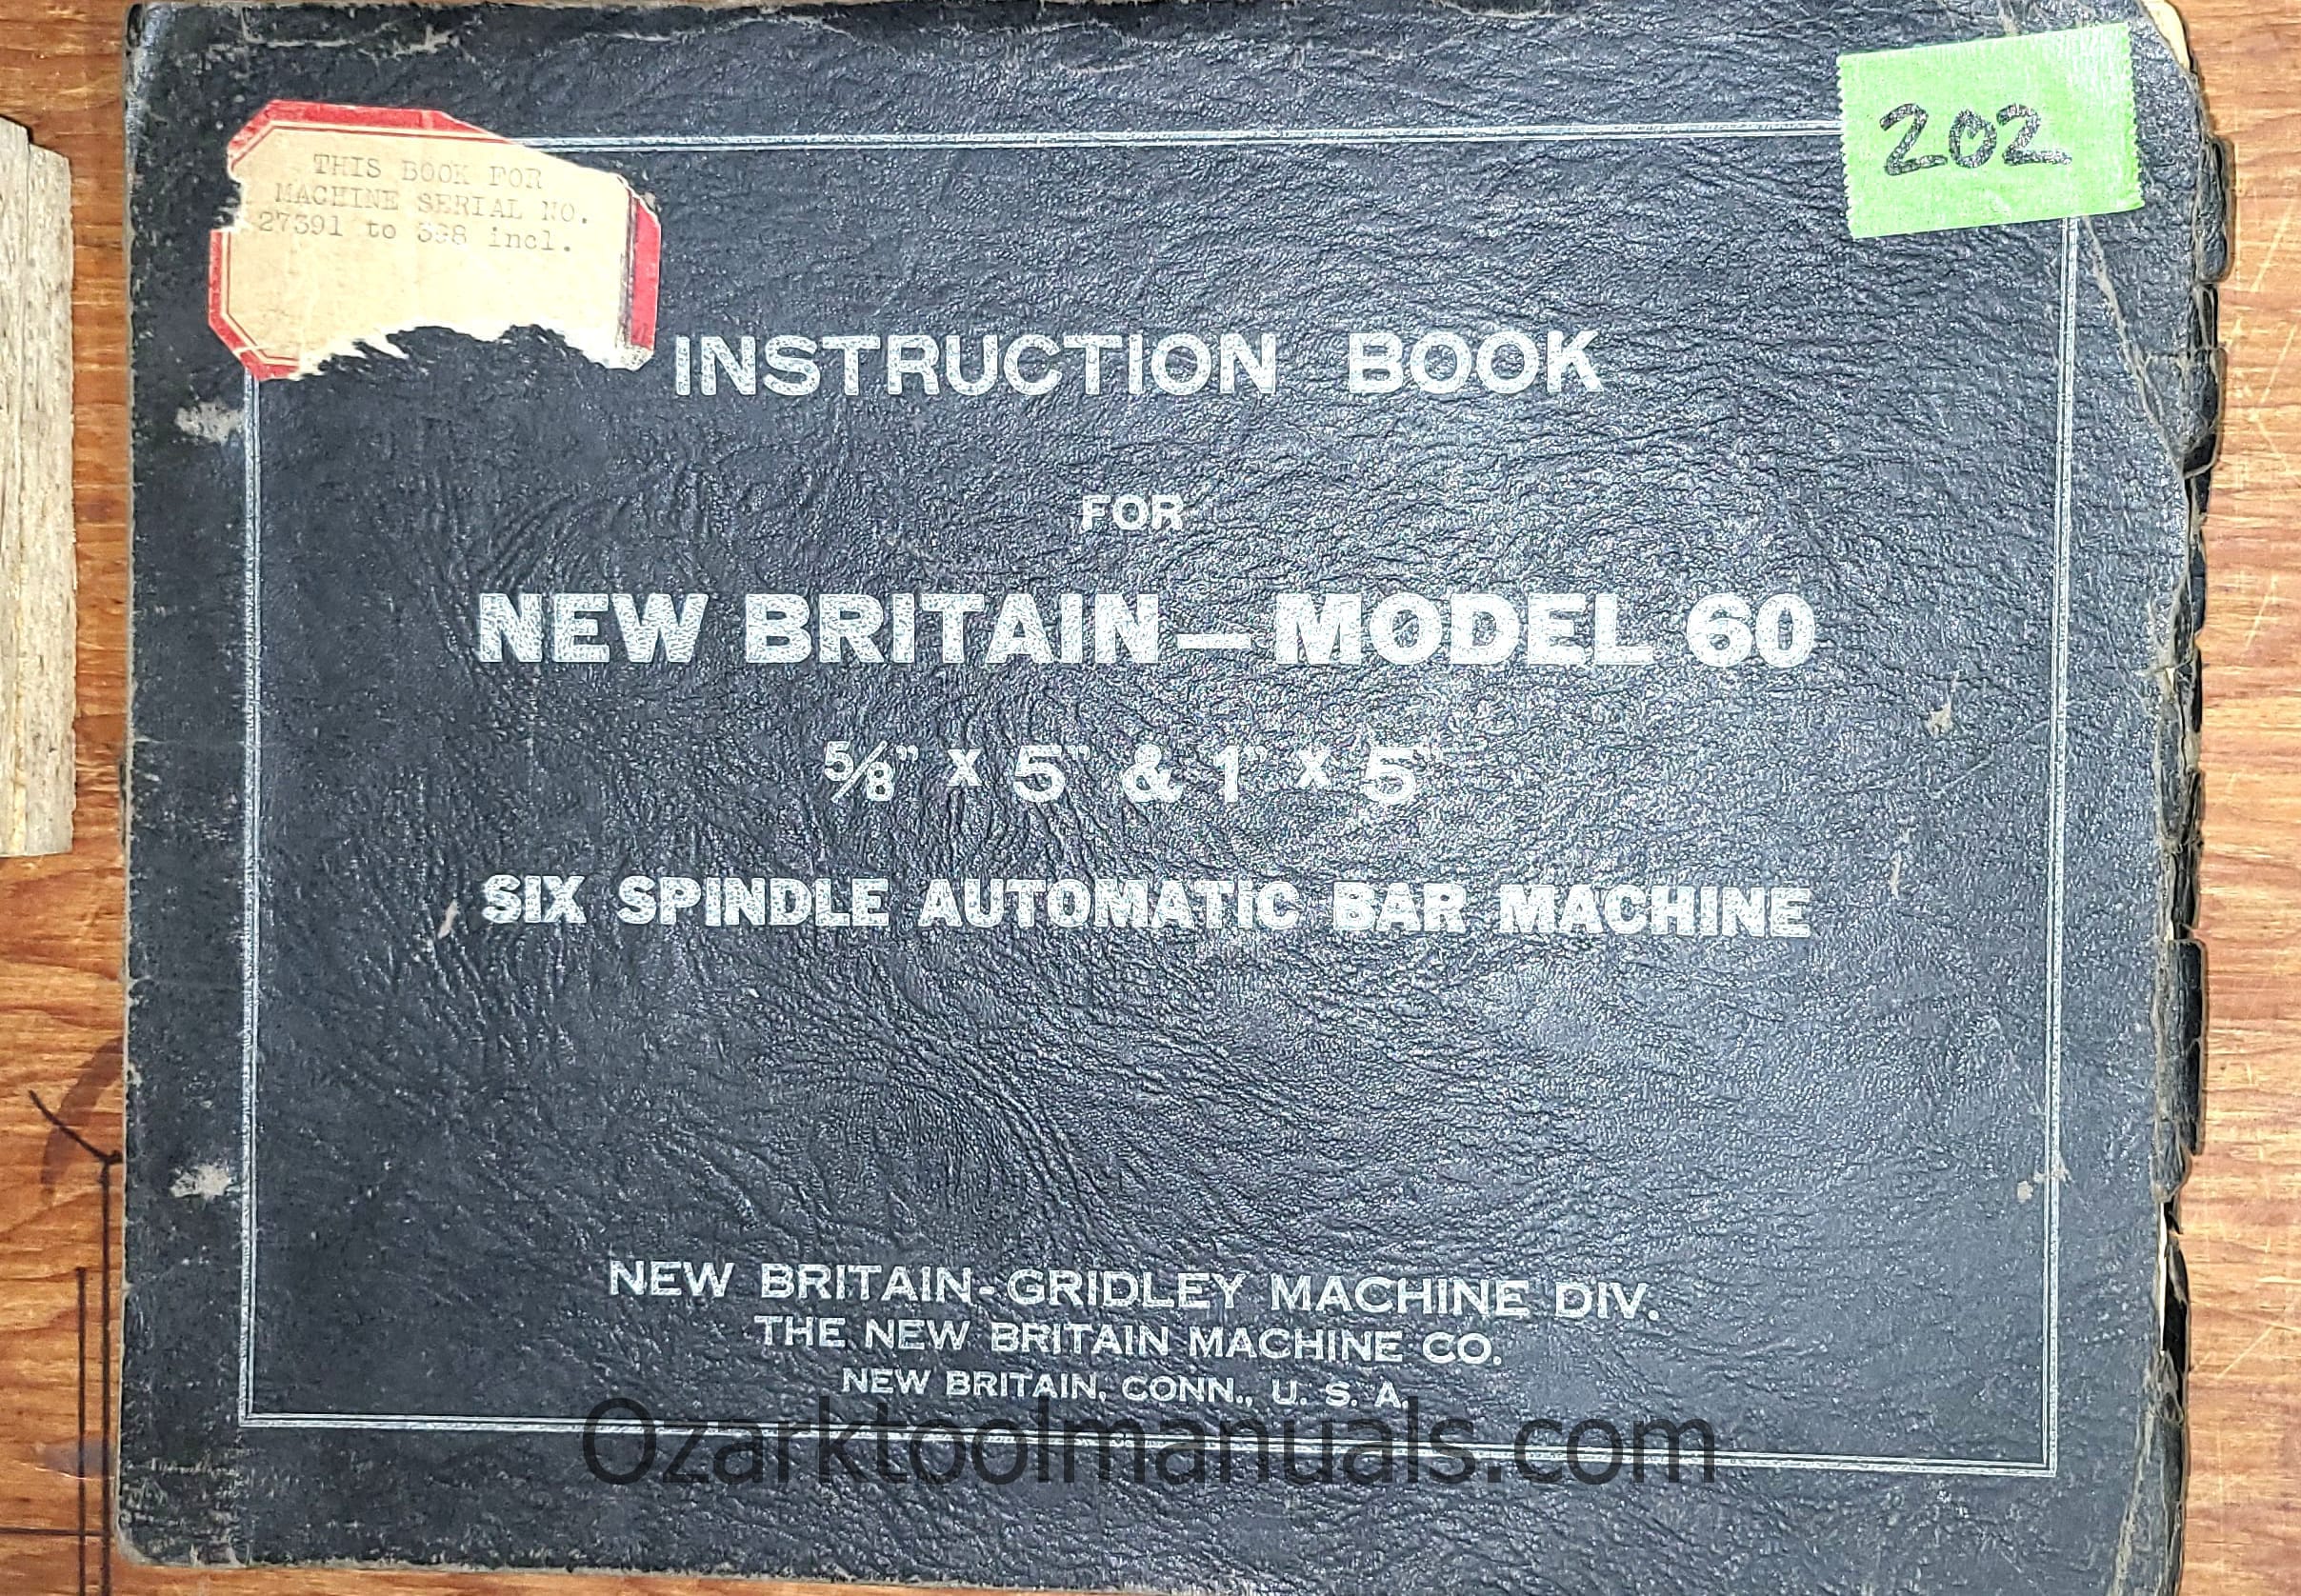 THIS BOOK FOR
MACHINE SERIAL NO.
27391 to 398 incl.
202
INSTRUCTION BOOK
FOR
NEW BRITAIN—MODEL 60
5/8" x 5" & 1" x 5"
SIX SPINDLE AUTOMATIC BAR MACHINE
NEW BRITAIN-GRIDLEY MACHINE DIV.
THE NEW BRITAIN MACHINE CO.
NEW BRITAIN, CONN., U. S. A.
Ozarktoolmanuals.com